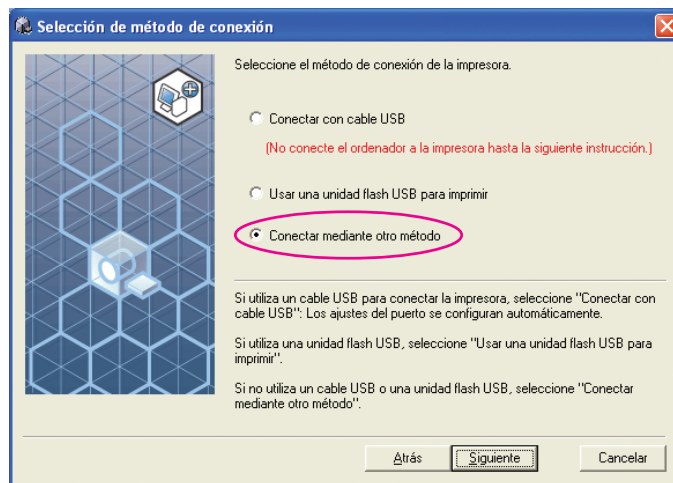 Selección de método de conexión
Seleccione el método de conexión de la impresora.
Conectar con cable USB
(No conecte el ordenador a la impresora hasta la siguiente instrucción.)
Usar una unidad flash USB para imprimir
Conectar mediante otro método
Si utiliza un cable USB para conectar la impresora, seleccione "Conectar con
cable USB": Los ajustes del puerto se configuran automáticamente.
Si utiliza una unidad flash USB, seleccione "Usar una unidad flash USB para
imprimir".
Si no utiliza un cable USB o una unidad flash USB, seleccione "Conectar
mediante otro método".
Atrás
Siguiente
Cancelar